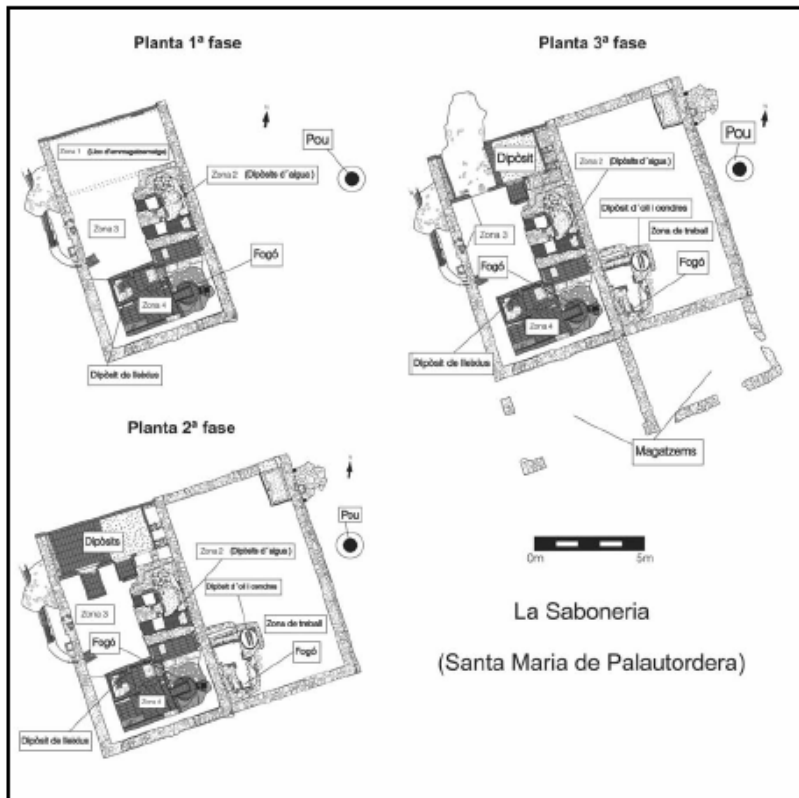 Planta 1ª fase
N
Pou
Zona 1 (Lloc d'emmagatzematge)
Zona 2 (Dipòsits d'aigua)
Zona 3
Fogó
Zona 4
Dipòsit de lleixius
Planta 2ª fase
N
Pou
Dipòsits
Zona 2 (Dipòsits d'aigua)
Dipòsit d'oli i cendres
Zona 3
Zona de treball
Fogó
Fogó
Zona 4
Dipòsit de lleixius
Planta 3ª fase
N
Pou
Dipòsit
Zona 2 (Dipòsits d'aigua)
Dipòsit d'oli i cendres
Zona 3
Zona de treball
Fogó
Fogó
Zona 4
Dipòsit de lleixius
Magatzems
0m 5m
La Saboneria
(Santa Maria de Palautordera)